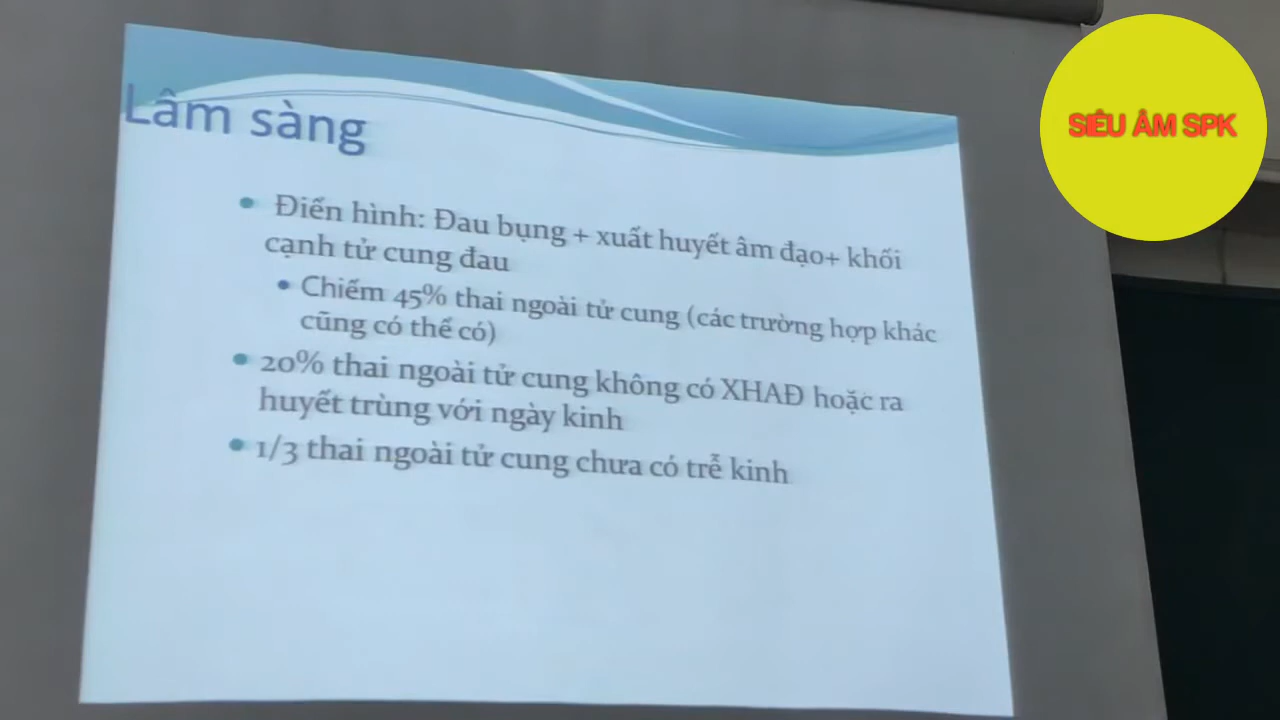 Lâm sàng
SIÊU ÂM SPK
Điển hình: Đau bụng + xuất huyết âm đạo+ khối
cạnh tử cung đau
Chiếm 45% thai ngoài tử cung (các trường hợp khác
cũng có thể có)
20% thai ngoài tử cung không có XHAĐ hoặc ra
huyết trùng với ngày kinh
1/3 thai ngoài tử cung chưa có trễ kinh